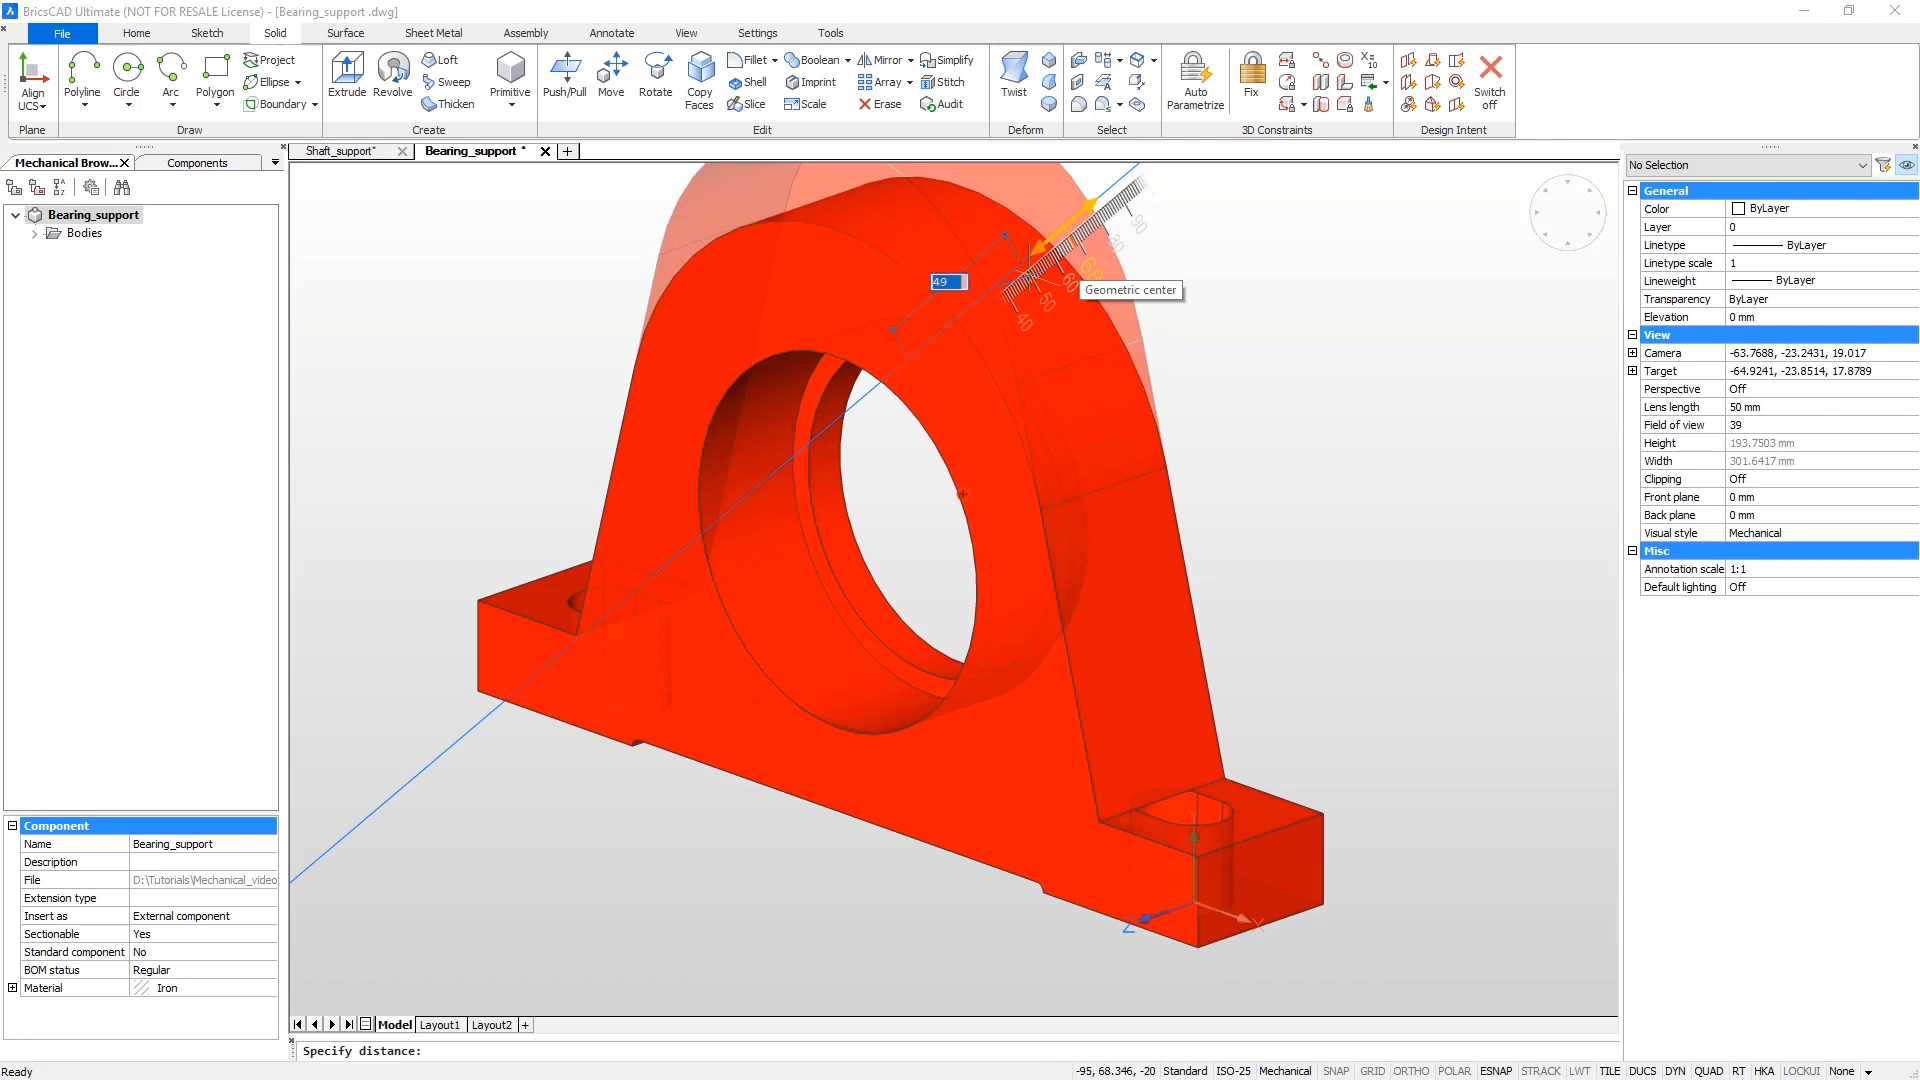 BricsCAD Ultimate (NOT FOR RESALE License) - [Bearing_support .dwg]
File Home Sketch Solid Surface Sheet Metal Assembly Annotate View Settings Tools
Align UCS Polyline Circle Arc Polygon Project Ellipse Boundary
Extrude Revolve Loft Sweep Thicken Primitive
Push/Pull Move Rotate Copy Faces Fillet Shell Slice Boolean Imprint Scale Mirror Array Erase Simplify Stitch Audit
Twist Auto Parametrize Fix Switch off
Plane Draw Create Edit Deform Select 3D Constraints Design Intent
Mechanical Brow... Components
Shaft_support* Bearing_support *
Bearing_support
Bodies
Component
Name Bearing_support
Description
File D:\Tutorials\Mechanical_video
Extension type
Insert as External component
Sectionable Yes
Standard component No
BOM status Regular
Material Iron
49
Geometric center
40 50 60 69 80 90
Z X Y
Model Layout1 Layout2 +
Specify distance:
No Selection
General
Color ByLayer
Layer 0
Linetype ByLayer
Linetype scale 1
Lineweight ByLayer
Transparency ByLayer
Elevation 0 mm
View
Camera -63.7688, -23.2431, 19.017
Target -64.9241, -23.8514, 17.8789
Perspective Off
Lens length 50 mm
Field of view 39
Height 193.7503 mm
Width 301.6417 mm
Clipping Off
Front plane 0 mm
Back plane 0 mm
Visual style Mechanical
Misc
Annotation scale 1:1
Default lighting Off
Ready
-95, 68.346, -20 Standard ISO-25 Mechanical SNAP GRID ORTHO POLAR ESNAP STRACK LWT TILE DUCS DYN QUAD RT HKA LOCKUI None